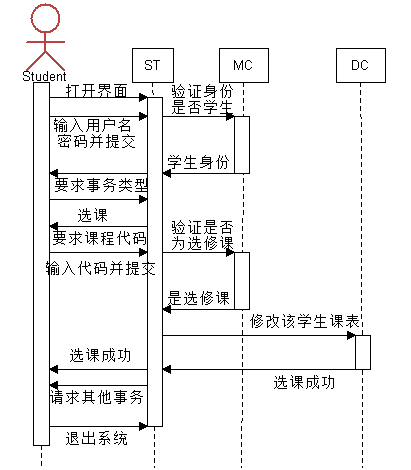 Student
ST
MC
DC
打开界面
验证身份
是否学生
输入用户名
密码并提交
学生身份
要求事务类型
选课
要求课程代码
验证是否
为选修课
输入代码并提交
是选修课
修改该学生课表
选课成功
选课成功
请求其他事务
退出系统